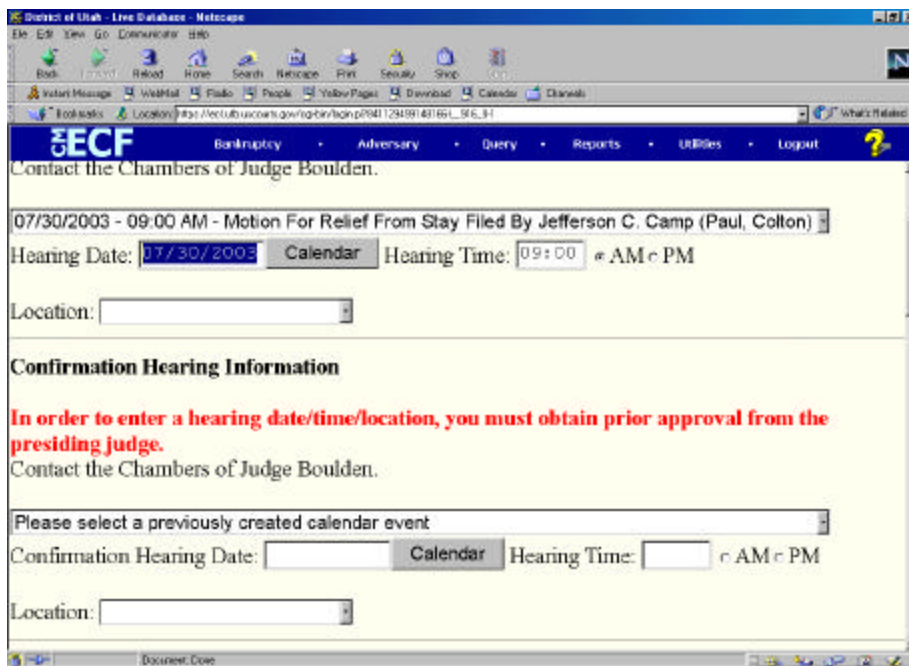 District of Utah - Live Database - Netscape
File Edit View Go Communicator Help
Back Reload Home Search Netscape Print Security Shop
Instant Message WebMail Radio People Yellow Pages Download Calendar Channels
Bookmarks Location: What's Related
CM ECF Bankruptcy · Adversary · Query · Reports · Utilities · Logout ?
Contact the Chambers of Judge Boulden.
07/30/2003 - 09:00 AM - Motion For Relief From Stay Filed By Jefferson C. Camp (Paul, Colton)
Hearing Date: 07/30/2003 Calendar Hearing Time: 09:00 AM PM
Location:
Confirmation Hearing Information
In order to enter a hearing date/time/location, you must obtain prior approval from the
presiding judge.
Contact the Chambers of Judge Boulden.
Please select a previously created calendar event
Confirmation Hearing Date: Calendar Hearing Time: AM PM
Location:
Document: Done